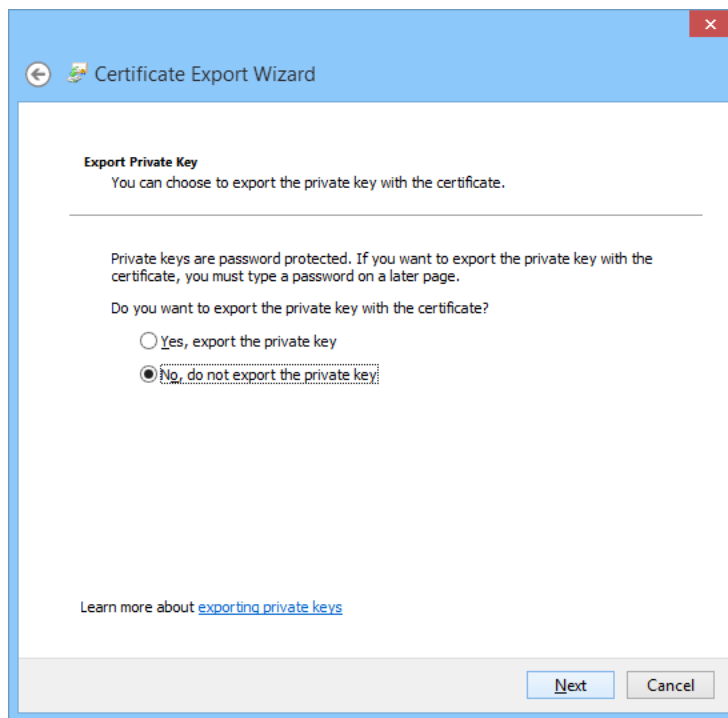 Certificate Export Wizard
Export Private Key
You can choose to export the private key with the certificate.
Private keys are password protected. If you want to export the private key with the
certificate, you must type a password on a later page.
Do you want to export the private key with the certificate?
Yes, export the private key
No, do not export the private key
Learn more about exporting private keys
Next Cancel